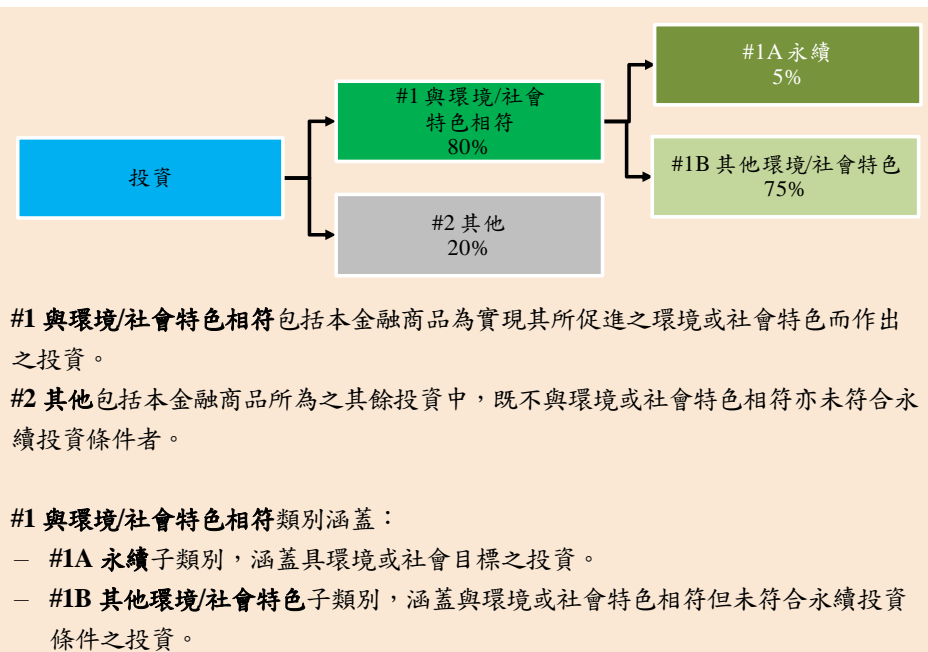 #1A 永續
5%
#1 與環境/社會
特色相符
80%
投資
#1B 其他環境/社會特色
75%
#2 其他
20%
#1 與環境/社會特色相符包括本金融商品為實現其所促進之環境或社會特色而作出
之投資。
#2 其他包括本金融商品所為之其餘投資中，既不與環境或社會特色相符亦未符合永
續投資條件者。
#1 與環境/社會特色相符類別涵蓋：
– #1A 永續子類別，涵蓋具環境或社會目標之投資。
– #1B 其他環境/社會特色子類別，涵蓋與環境或社會特色相符但未符合永續投資
條件之投資。